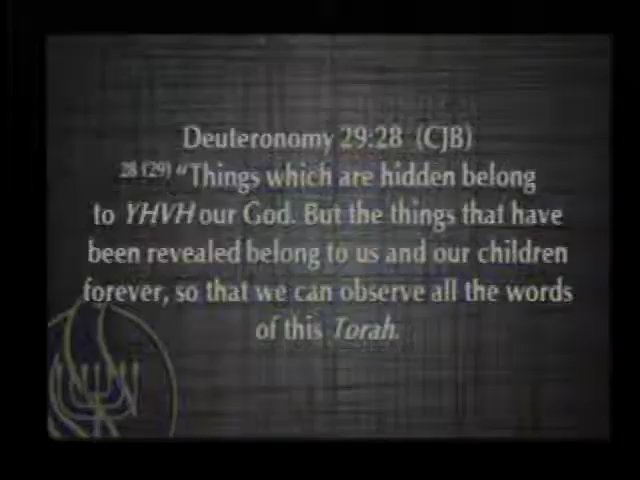 Deuteronomy 29:28 (CJB)
28 (29) “Things which are hidden belong
to YHVH our God. But the things that have
been revealed belong to us and our children
forever, so that we can observe all the words
of this Torah.